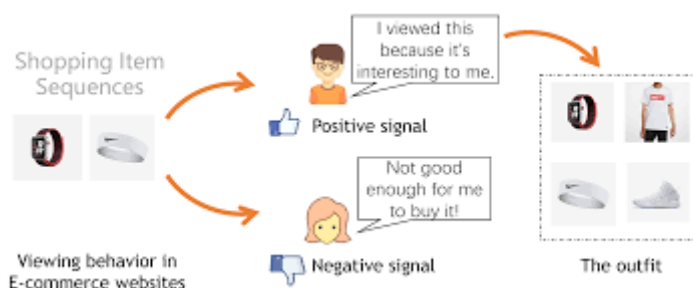 Shopping Item
Sequences
Viewing behavior in
E-commerce websites
I viewed this
because it's
interesting to me.
Positive signal
Not good
enough for me
to buy it!
Negative signal
The outfit